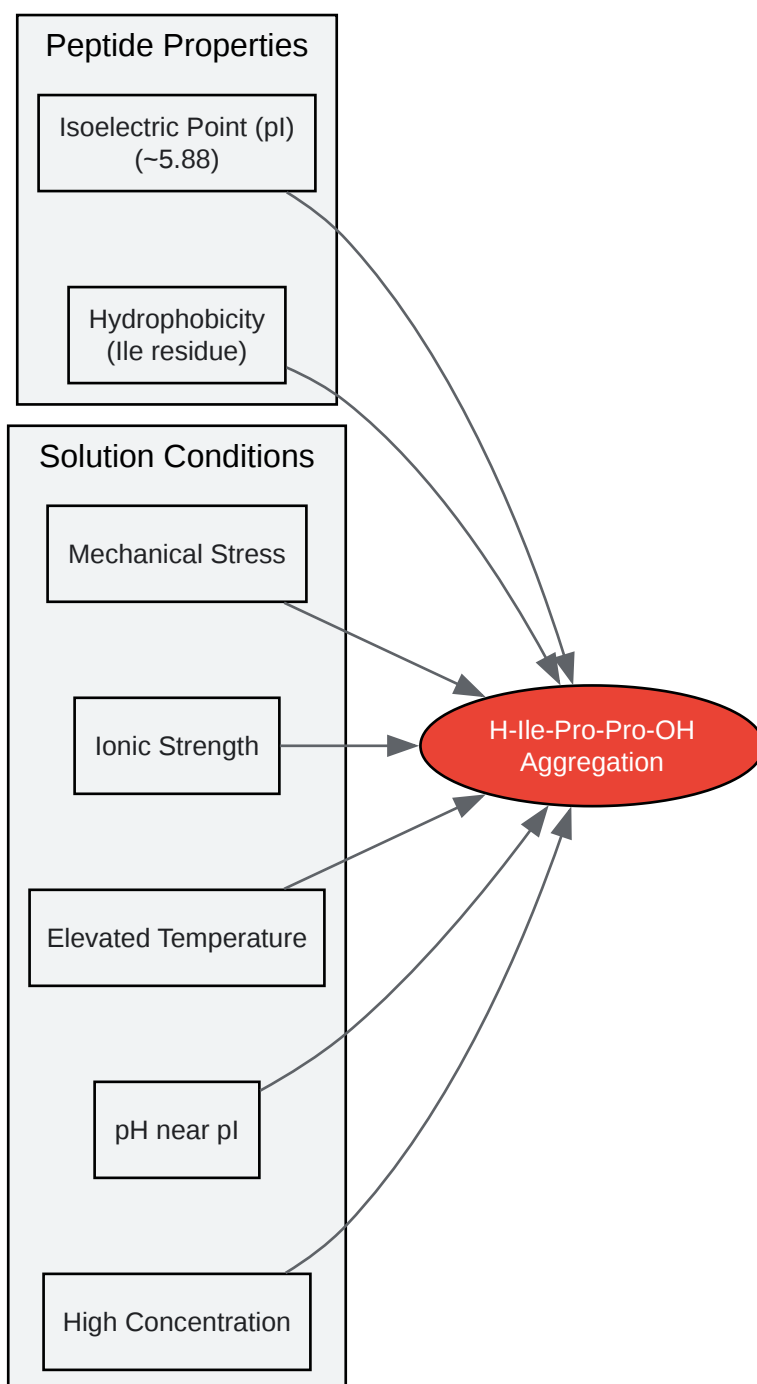 Peptide Properties
Isoelectric Point (pI)
(~5.88)
Hydrophobicity
(Ile residue)
Solution Conditions
Mechanical Stress
Ionic Strength
H-Ile-Pro-Pro-OH
Aggregation
Elevated Temperature
pH near pI
High Concentration